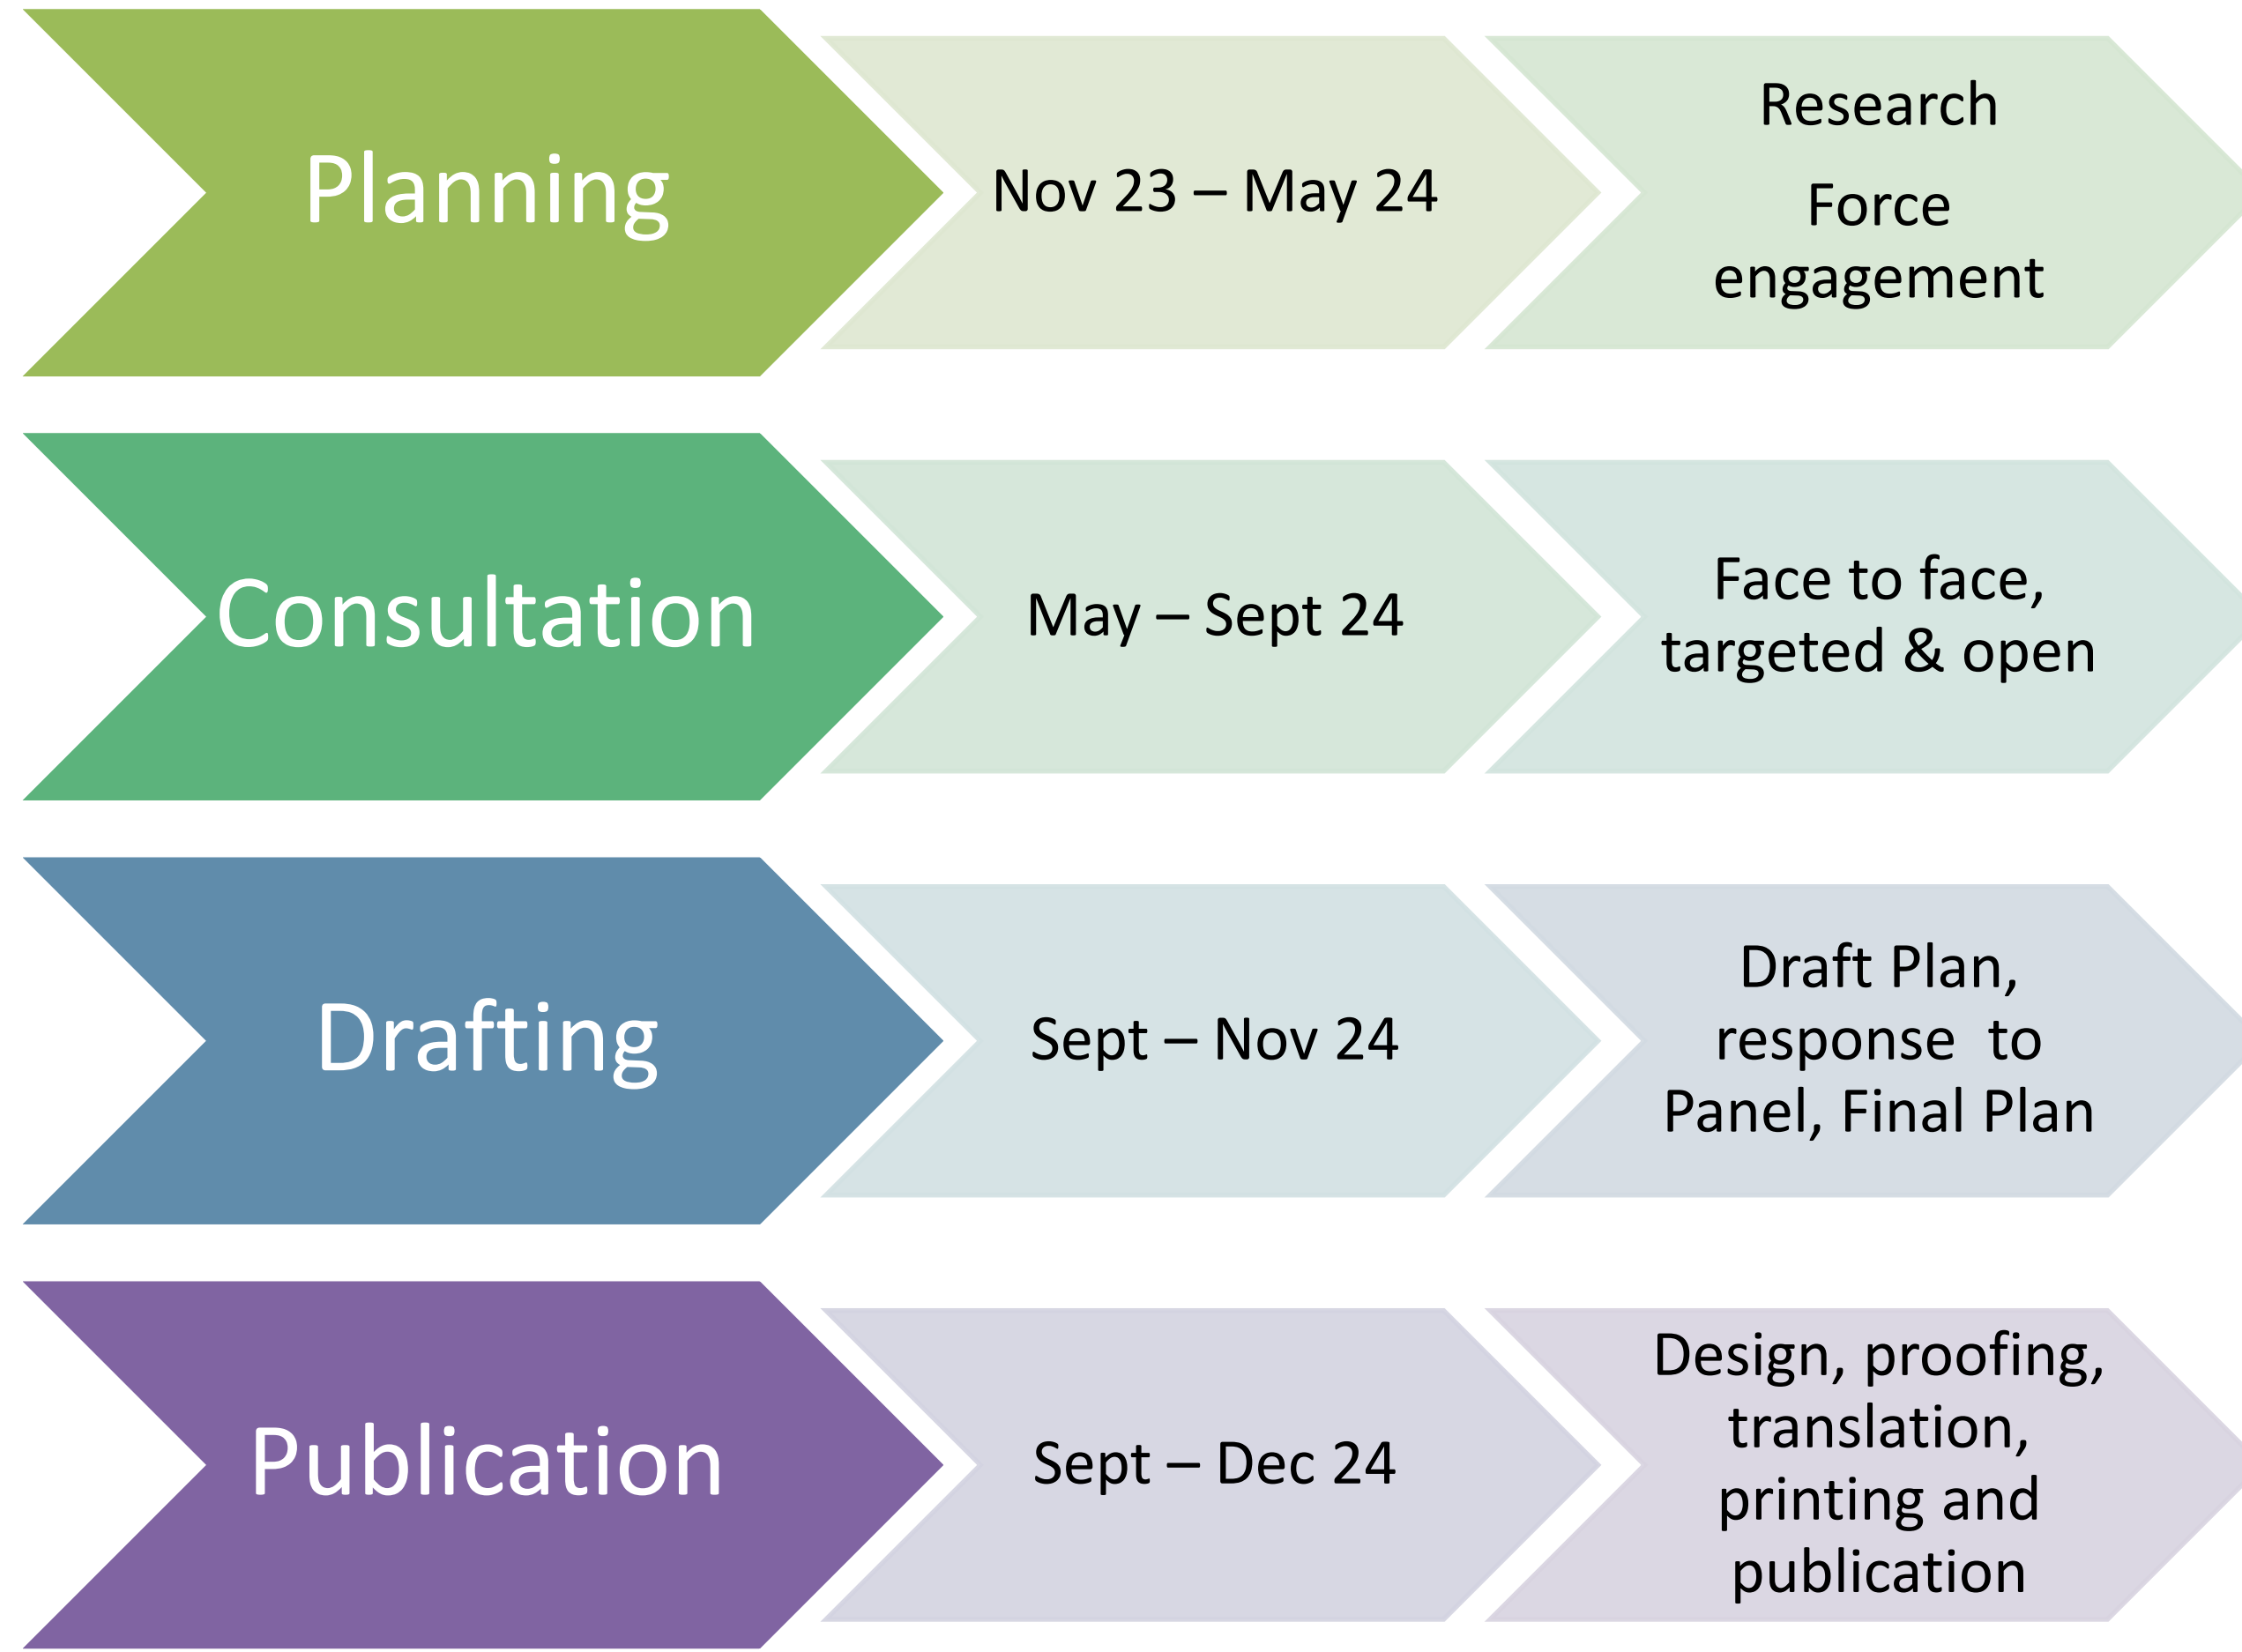 Planning
Nov 23 – May 24
Research
Force
engagement
Consultation
May – Sept 24
Face to face,
targeted & open
Drafting
Sept – Nov 24
Draft Plan,
response to
Panel, Final Plan
Publication
Sept – Dec 24
Design, proofing,
translation,
printing and
publication